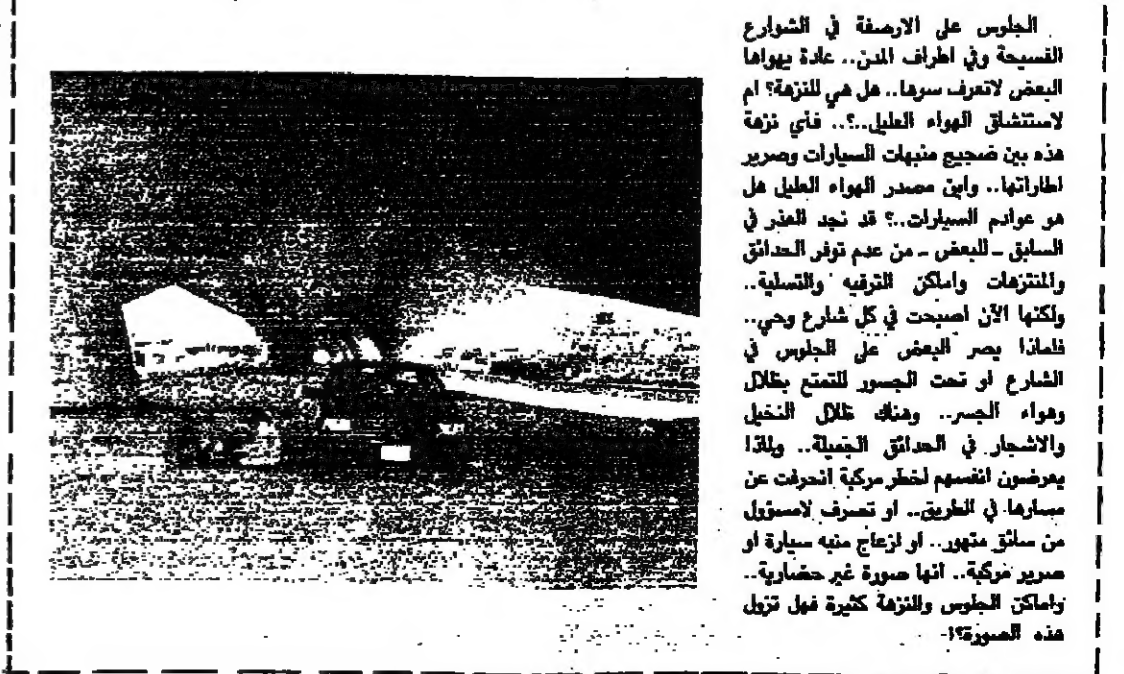 الجلوس على الارصفة في الشوارع
الفسيحة وفي اطراف المدن.. عادة يهواها
البعض لاتعرف سرها.. هل هي للنزهة؟ ام
لاستنشاق الهواء العليل..؟.. فأي نزهة
هذه بين ضجيج منبهات السيارات وصرير
اطاراتها.. واين مصدر الهواء العليل هل
هو عوادم السيارات..؟ قد نجد العذر في
السابق ـ للبعض ـ من عدم توفر الحدائق
والمنتزهات واماكن الترفيه والتسلية..
ولكنها الآن اصبحت في كل شارع وحي..
فلماذا يصر البعض على الجلوس في
الشارع او تحت الجسور للتمتع بظلال
وهواء الجسر.. وهناك ظلال النخيل
والاشجار في الحدائق الجميلة.. ولماذا
يعرضون انفسهم لخطر مركبة انحرفت عن
مسارها في الطريق.. او تصرف لامسؤول
من سائق متهور.. او ازعاج منبه سيارة او
صرير مركبة.. انها صورة غير حضارية..
واماكن الجلوس والنزهة كثيرة فهل تزول
هذه الصورة؟!